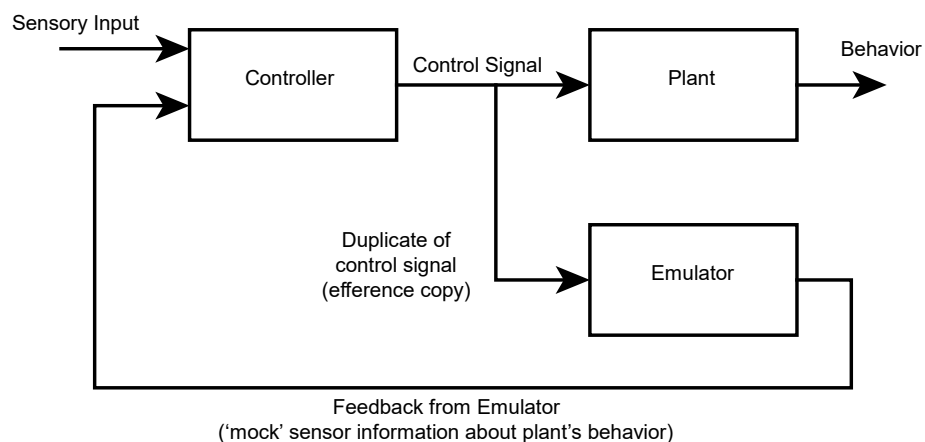 Sensory Input
Controller
Control Signal
Plant
Behavior
Duplicate of
control signal
(efference copy)
Emulator
Feedback from Emulator
(‘mock’ sensor information about plant’s behavior)